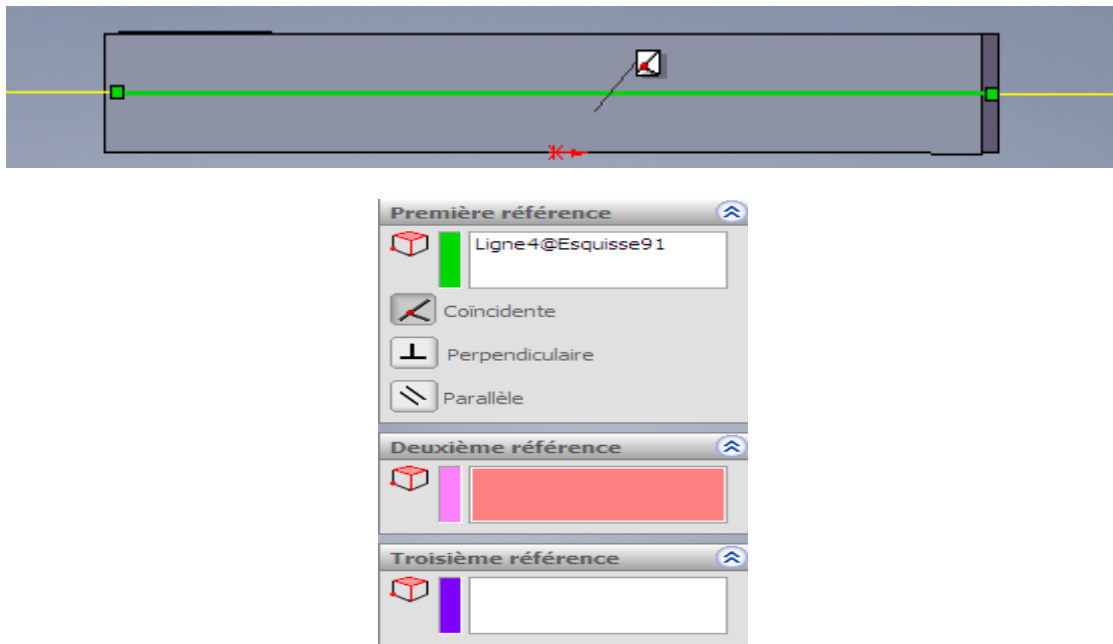 Première référence
Ligne4@Esquisse91
Coïncidente
Perpendiculaire
Parallèle
Deuxième référence
Troisième référence